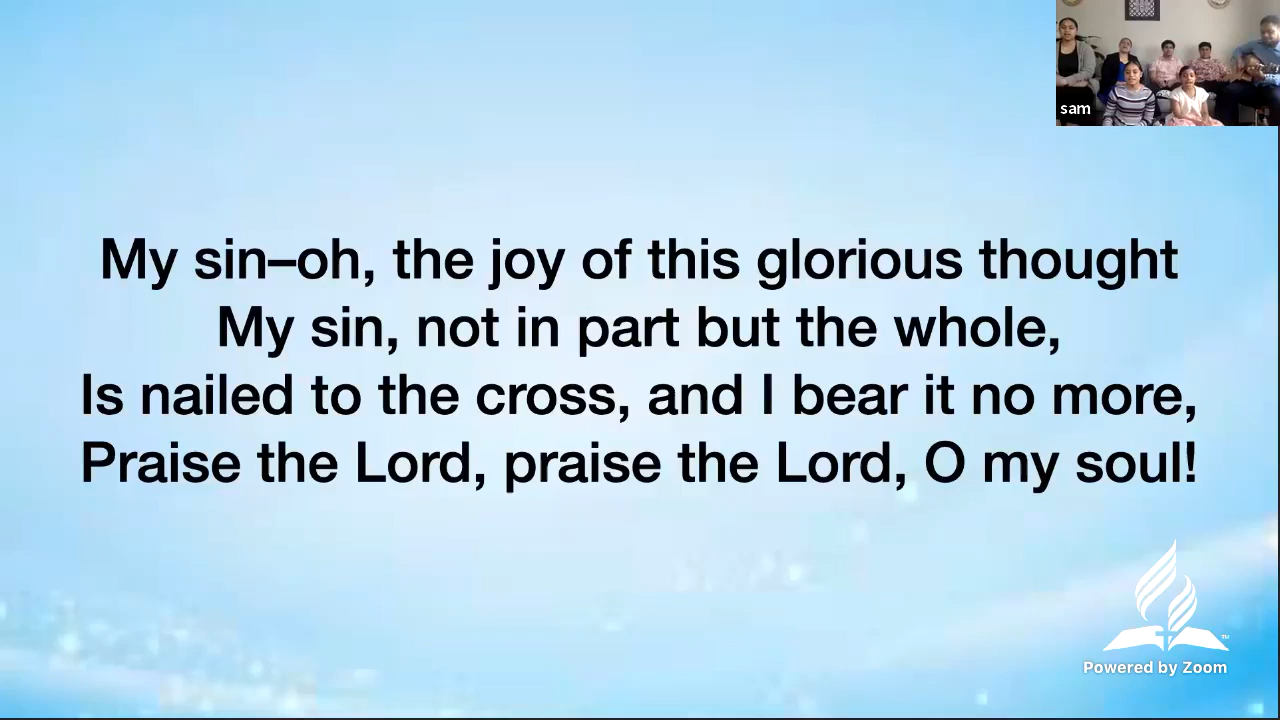 sam
My sin–oh, the joy of this glorious thought
My sin, not in part but the whole,
Is nailed to the cross, and I bear it no more,
Praise the Lord, praise the Lord, O my soul!
TM
Powered by Zoom